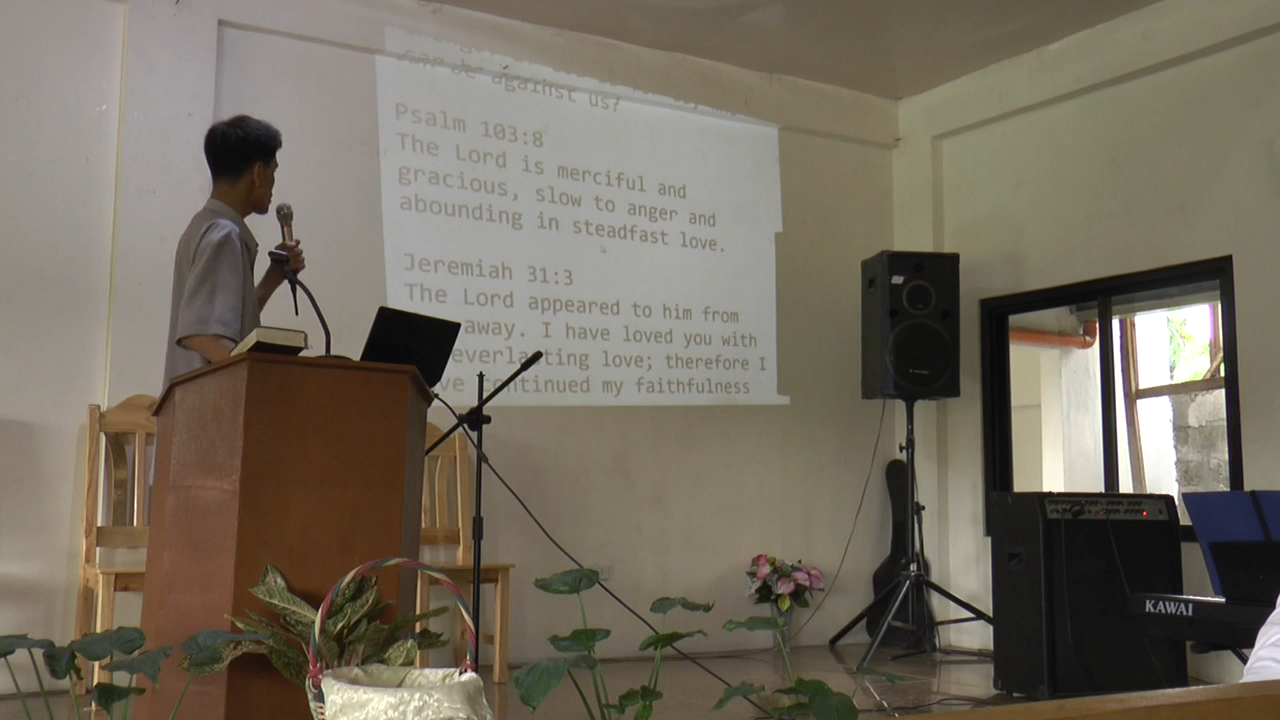 can be against us?
Psalm 103:8
The Lord is merciful and
gracious, slow to anger and
abounding in steadfast love.
Jeremiah 31:3
The Lord appeared to him from
away. I have loved you with
everlasting love; therefore I
continued my faithfulness
KAWAI